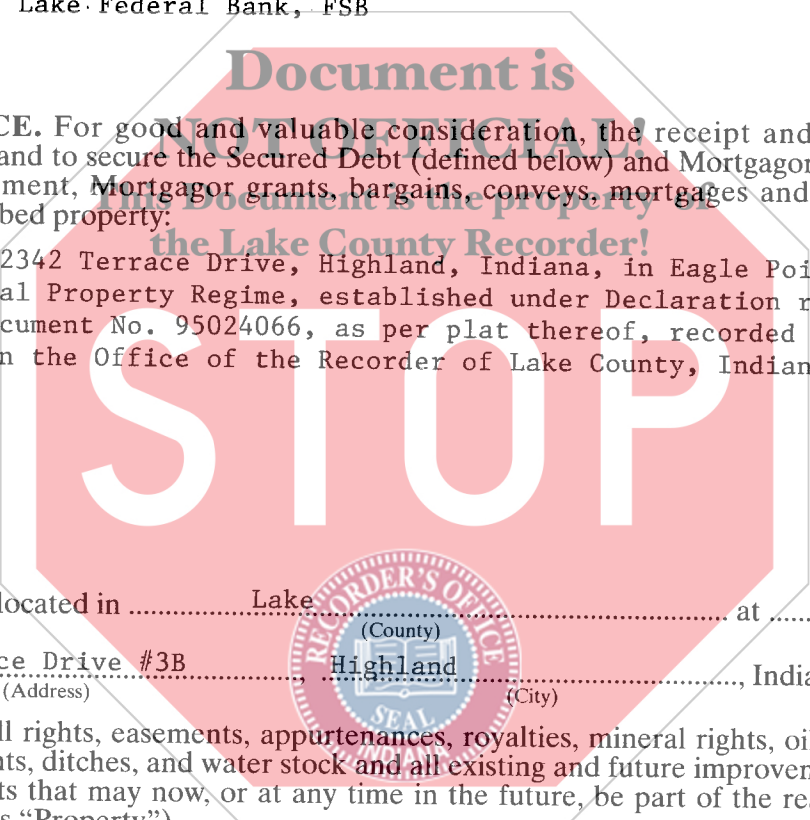 Lake Federal Bank, FSB
Document is
NOT OFFICIAL!
CE. For good and valuable consideration, the receipt and
and to secure the Secured Debt (defined below) and Mortgagor
ment, Mortgagor grants, bargains, conveys, mortgages and
This Document is the property of
bed property:
the Lake County Recorder!
2342 Terrace Drive, Highland, Indiana, in Eagle Poi
al Property Regime, established under Declaration r
cument No. 95024066, as per plat thereof, recorded
n the Office of the Recorder of Lake County, Indian
STOP
located in Lake at
(County)
RECORDER'S OFFICE
SEAL
INDIANA
ce Drive #3B, Highland, India
(Address) (City)
ll rights, easements, appurtenances, royalties, mineral rights, oil
nts, ditches, and water stock and all existing and future improvem
ts that may now, or at any time in the future, be part of the rea
s “Property”)